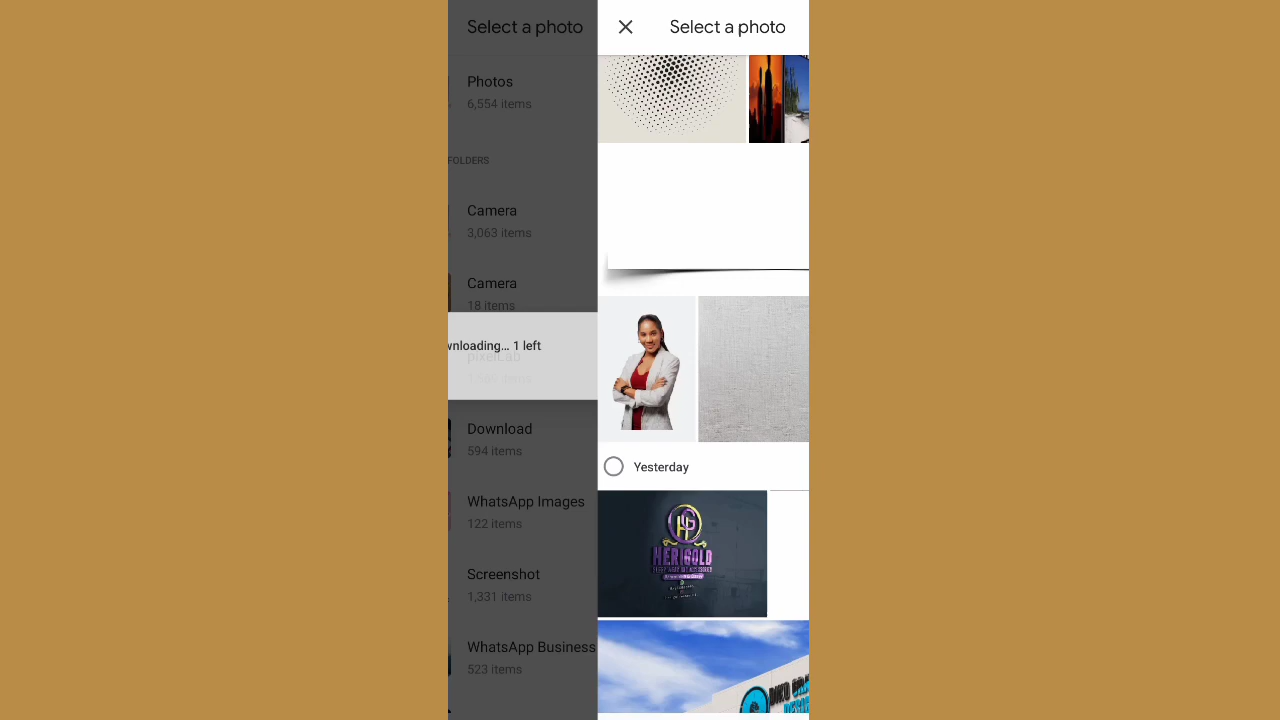 Select a photo
Photos
6,554 items
FOLDERS
Camera
3,063 items
Camera
18 items
wnloading... 1 left
pixelLab
Download
594 items
WhatsApp Images
122 items
Screenshot
1,331 items
WhatsApp Business
523 items
Select a photo
Yesterday
HERIGOLD